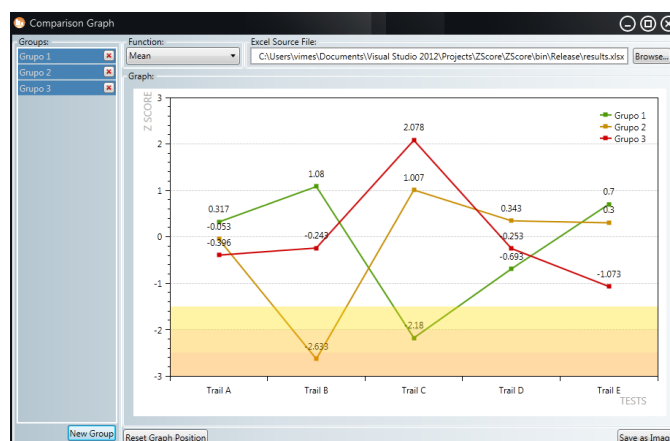 Comparison Graph
Groups:
Grupo 1
Grupo 2
Grupo 3
New Group
Function:
Mean
Excel Source File:
C:\Users\vimes\Documents\Visual Studio 2012\Projects\ZScore\ZScore\bin\Release\results.xlsx
Browse...
Graph:
Z SCORE
3
2
1
0
-1
-2
-3
Grupo 1
Grupo 2
Grupo 3
2.078
1.08
1.007
0.7
0.317
0.343
0.3
-0.053
-0.396
-0.243
-0.253
-0.693
-1.073
-2.18
-2.633
Trail A
Trail B
Trail C
Trail D
Trail E
TESTS
Reset Graph Position
Save as Imag